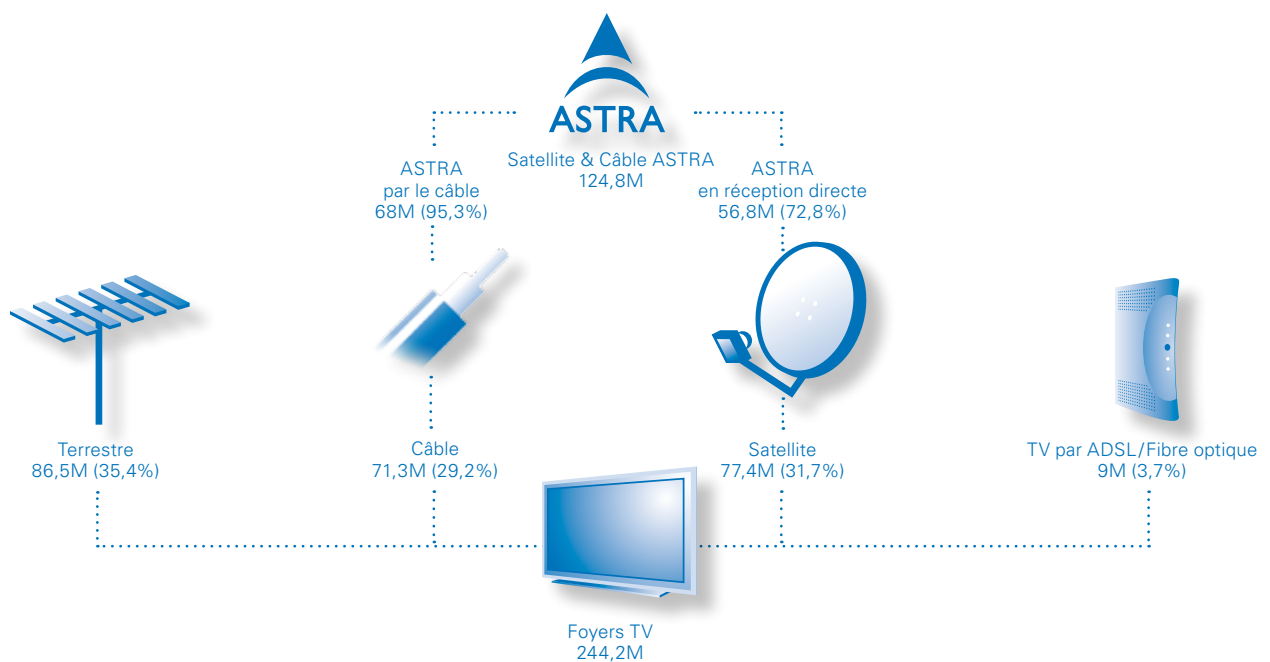 ASTRA
Satellite & Câble ASTRA
124,8M
ASTRA
par le câble
68M (95,3%)
ASTRA
en réception directe
56,8M (72,8%)
Terrestre
86,5M (35,4%)
Câble
71,3M (29,2%)
Satellite
77,4M (31,7%)
TV par ADSL/Fibre optique
9M (3,7%)
Foyers TV
244,2M